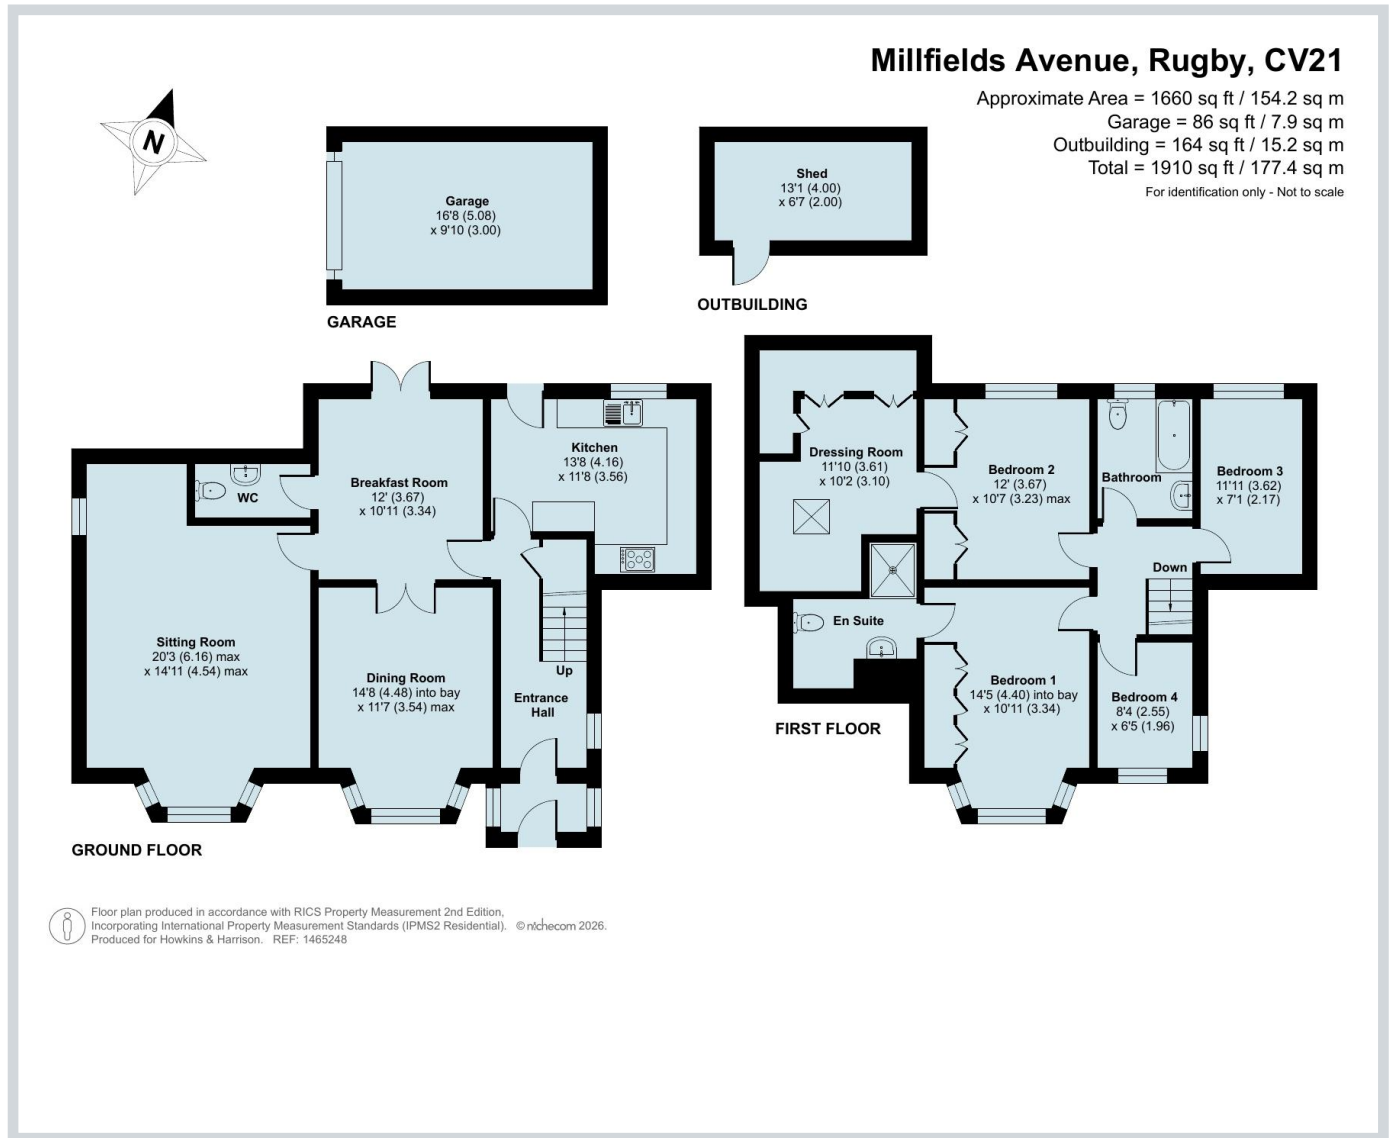 Millfields Avenue, Rugby, CV21
Approximate Area = 1660 sq ft / 154.2 sq m
Garage = 86 sq ft / 7.9 sq m
Outbuilding = 164 sq ft / 15.2 sq m
Total = 1910 sq ft / 177.4 sq m
For identification only - Not to scale
N
Garage
16'8 (5.08)
x 9'10 (3.00)
GARAGE
Shed
13'1 (4.00)
x 6'7 (2.00)
OUTBUILDING
Kitchen
13'8 (4.16)
x 11'8 (3.56)
Breakfast Room
12' (3.67)
x 10'11 (3.34)
WC
Sitting Room
20'3 (6.16) max
x 14'11 (4.54) max
Dining Room
14'8 (4.48) into bay
x 11'7 (3.54) max
Up
Entrance
Hall
GROUND FLOOR
Dressing Room
11'10 (3.61)
x 10'2 (3.10)
Bedroom 2
12' (3.67)
x 10'7 (3.23) max
Bathroom
Bedroom 3
11'11 (3.62)
x 7'1 (2.17)
Down
En Suite
Bedroom 1
14'5 (4.40) into bay
x 10'11 (3.34)
Bedroom 4
8'4 (2.55)
x 6'5 (1.96)
FIRST FLOOR
Floor plan produced in accordance with RICS Property Measurement 2nd Edition,
Incorporating International Property Measurement Standards (IPMS2 Residential). © nichecom 2026.
Produced for Howkins & Harrison. REF: 1465248